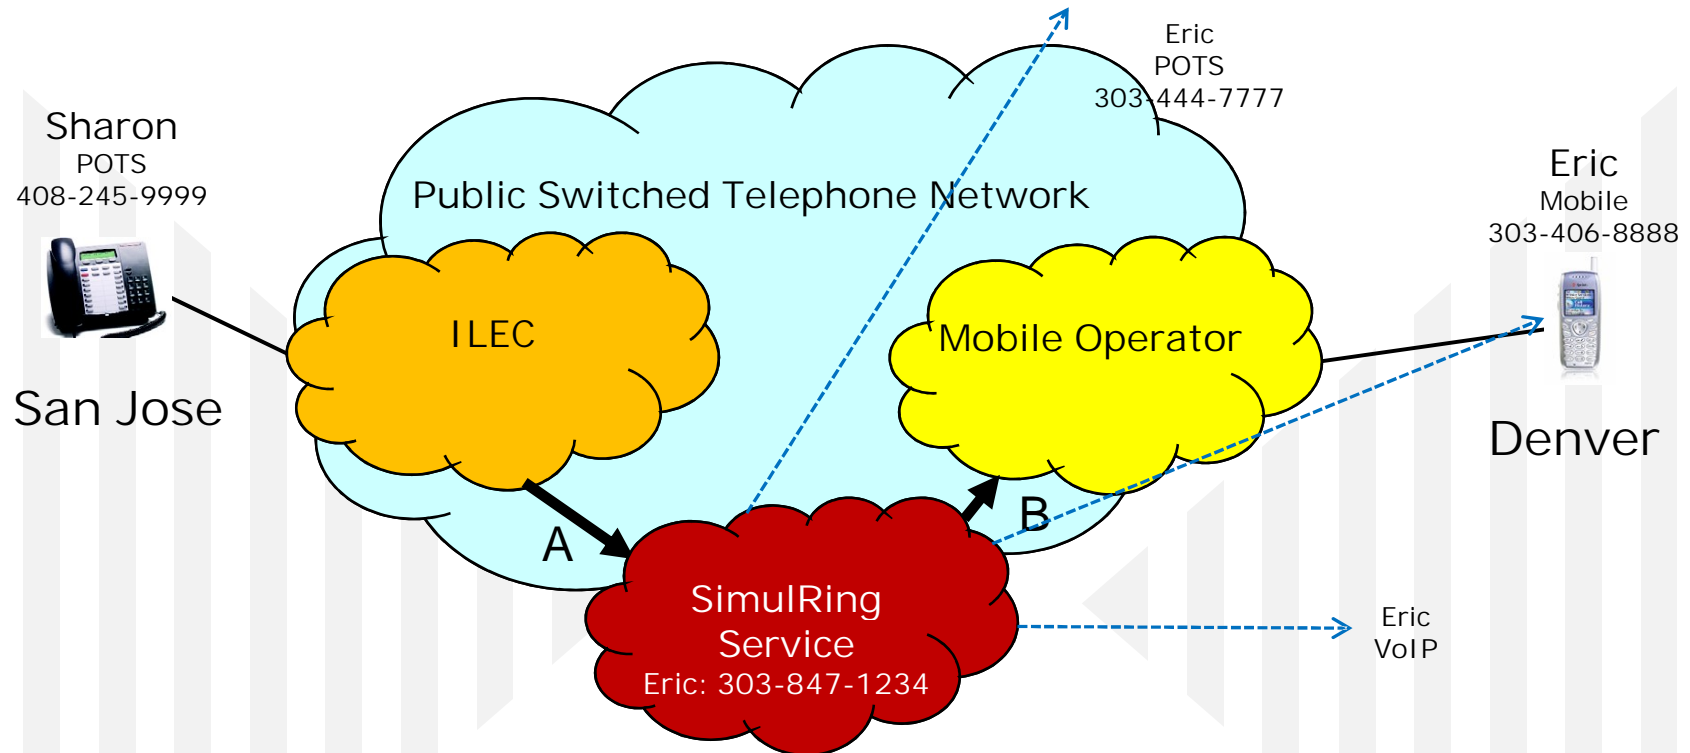 Eric
POTS
303-444-7777
Sharon
POTS
408-245-9999
Public Switched Telephone Network
Eric
Mobile
303-406-8888
ILEC
Mobile Operator
San Jose
Denver
A
B
SimulRing
Service
Eric: 303-847-1234
Eric
VoIP